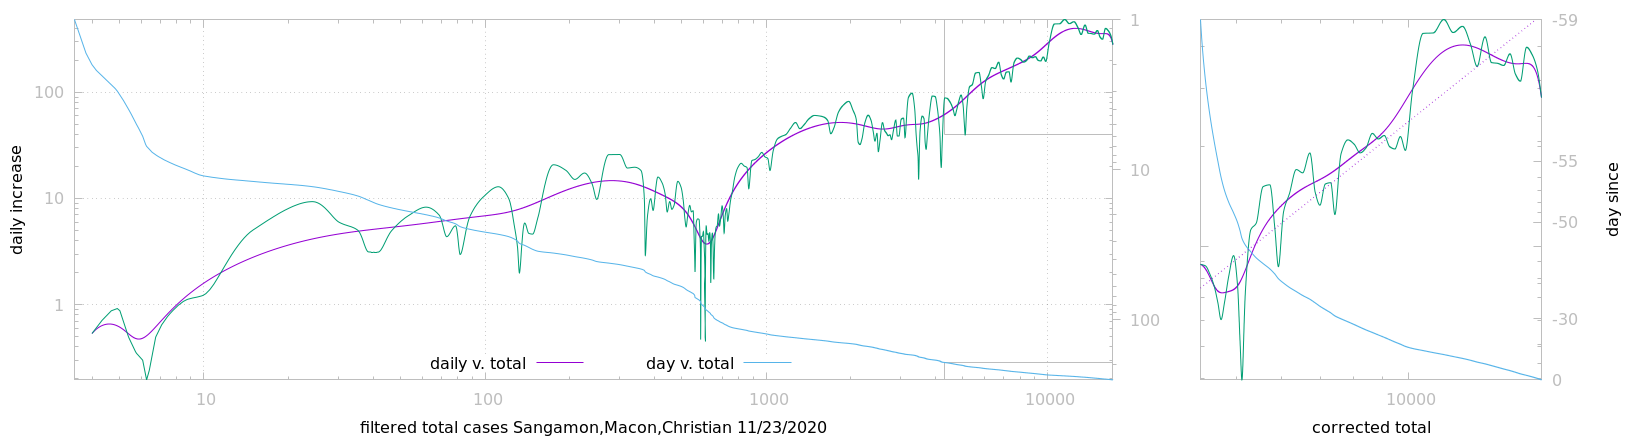 1
-59
100
10
-55
daily increase
10
-50
day since
1
100
-30
daily v. total
day v. total
0
10
100
1000
10000
10000
filtered total cases Sangamon,Macon,Christian 11/23/2020
corrected total